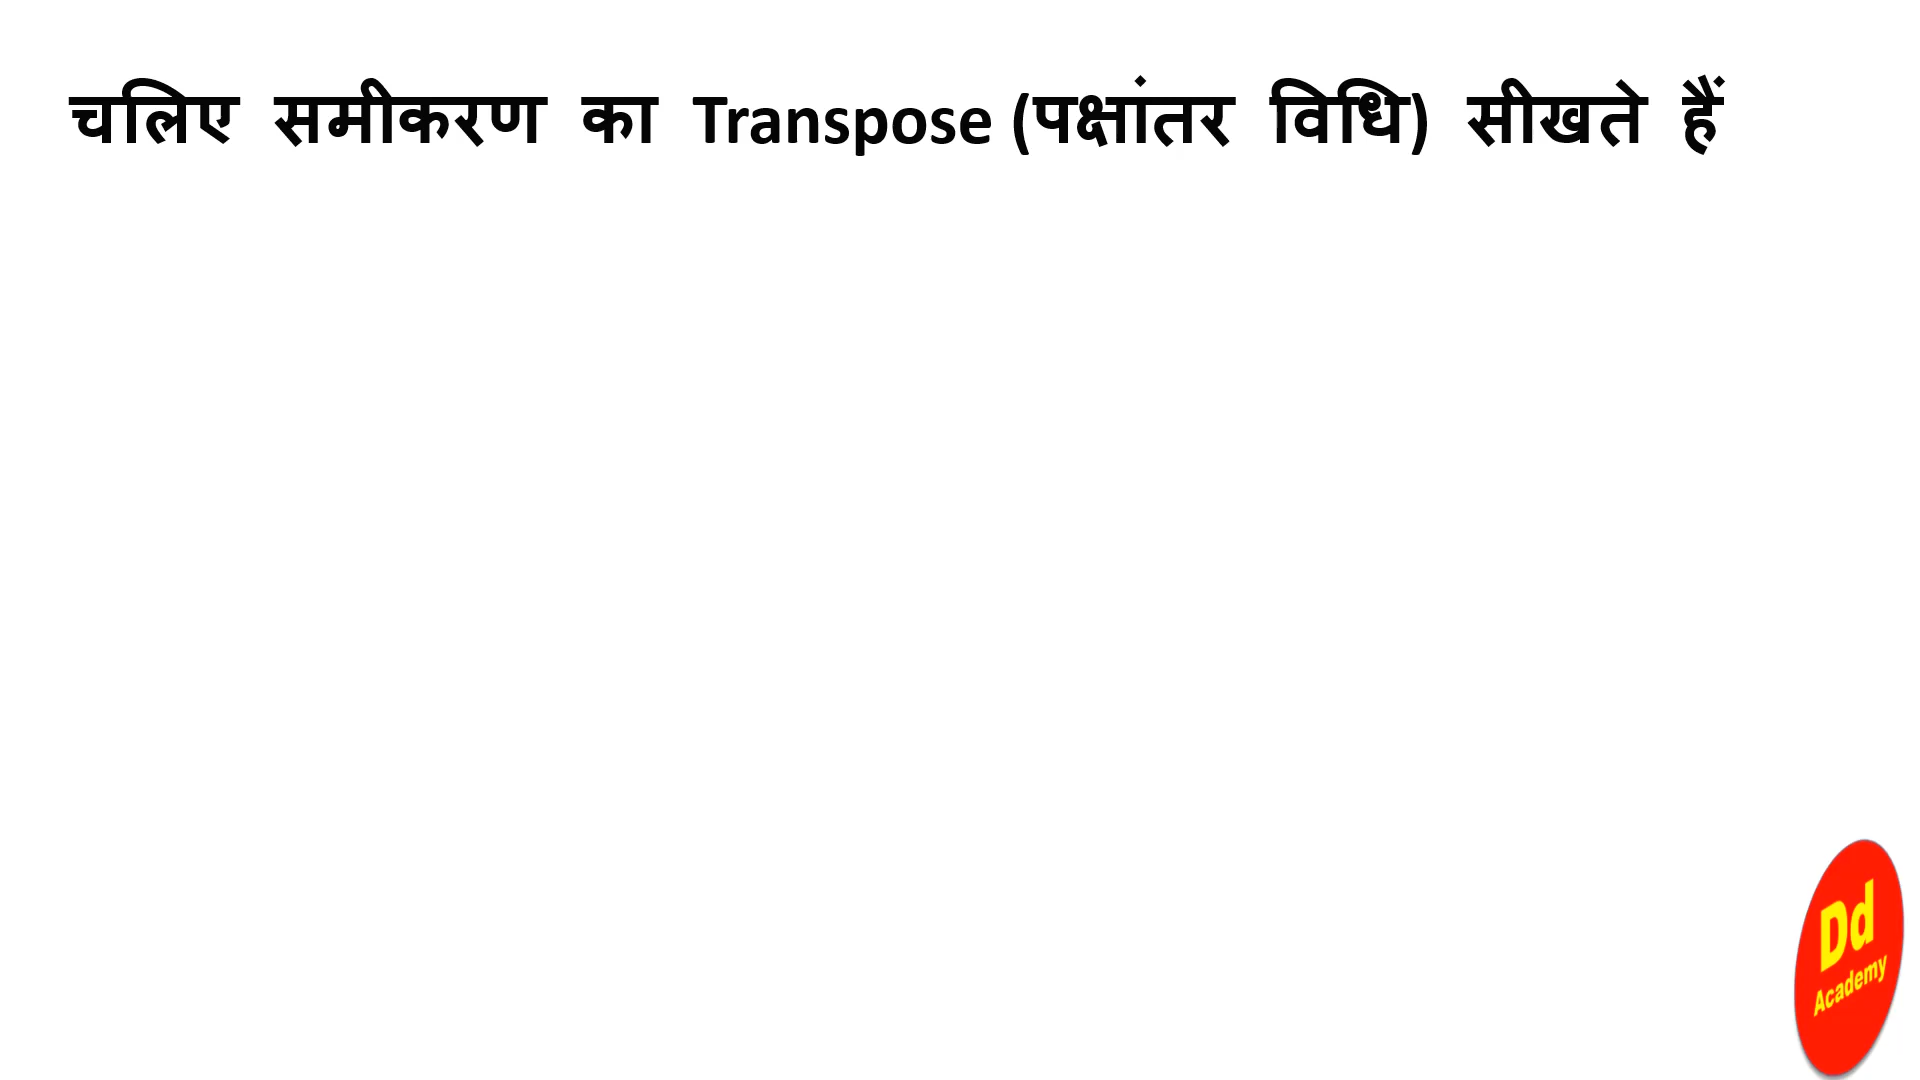 चलिए समीकरण का Transpose (पक्षांतर विधि) सीखते हैं
Dd
Academy